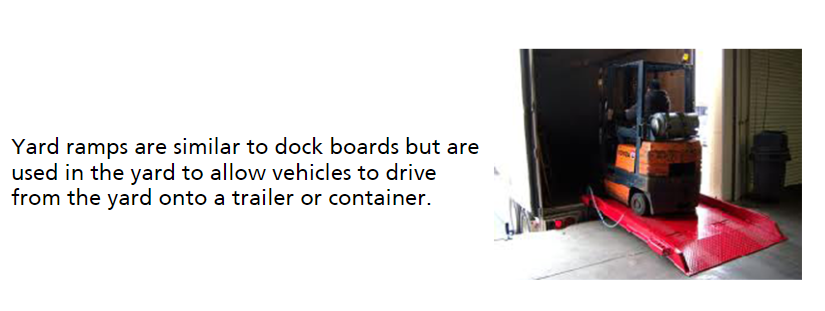 Yard ramps are similar to dock boards but are
used in the yard to allow vehicles to drive
from the yard onto a trailer or container.